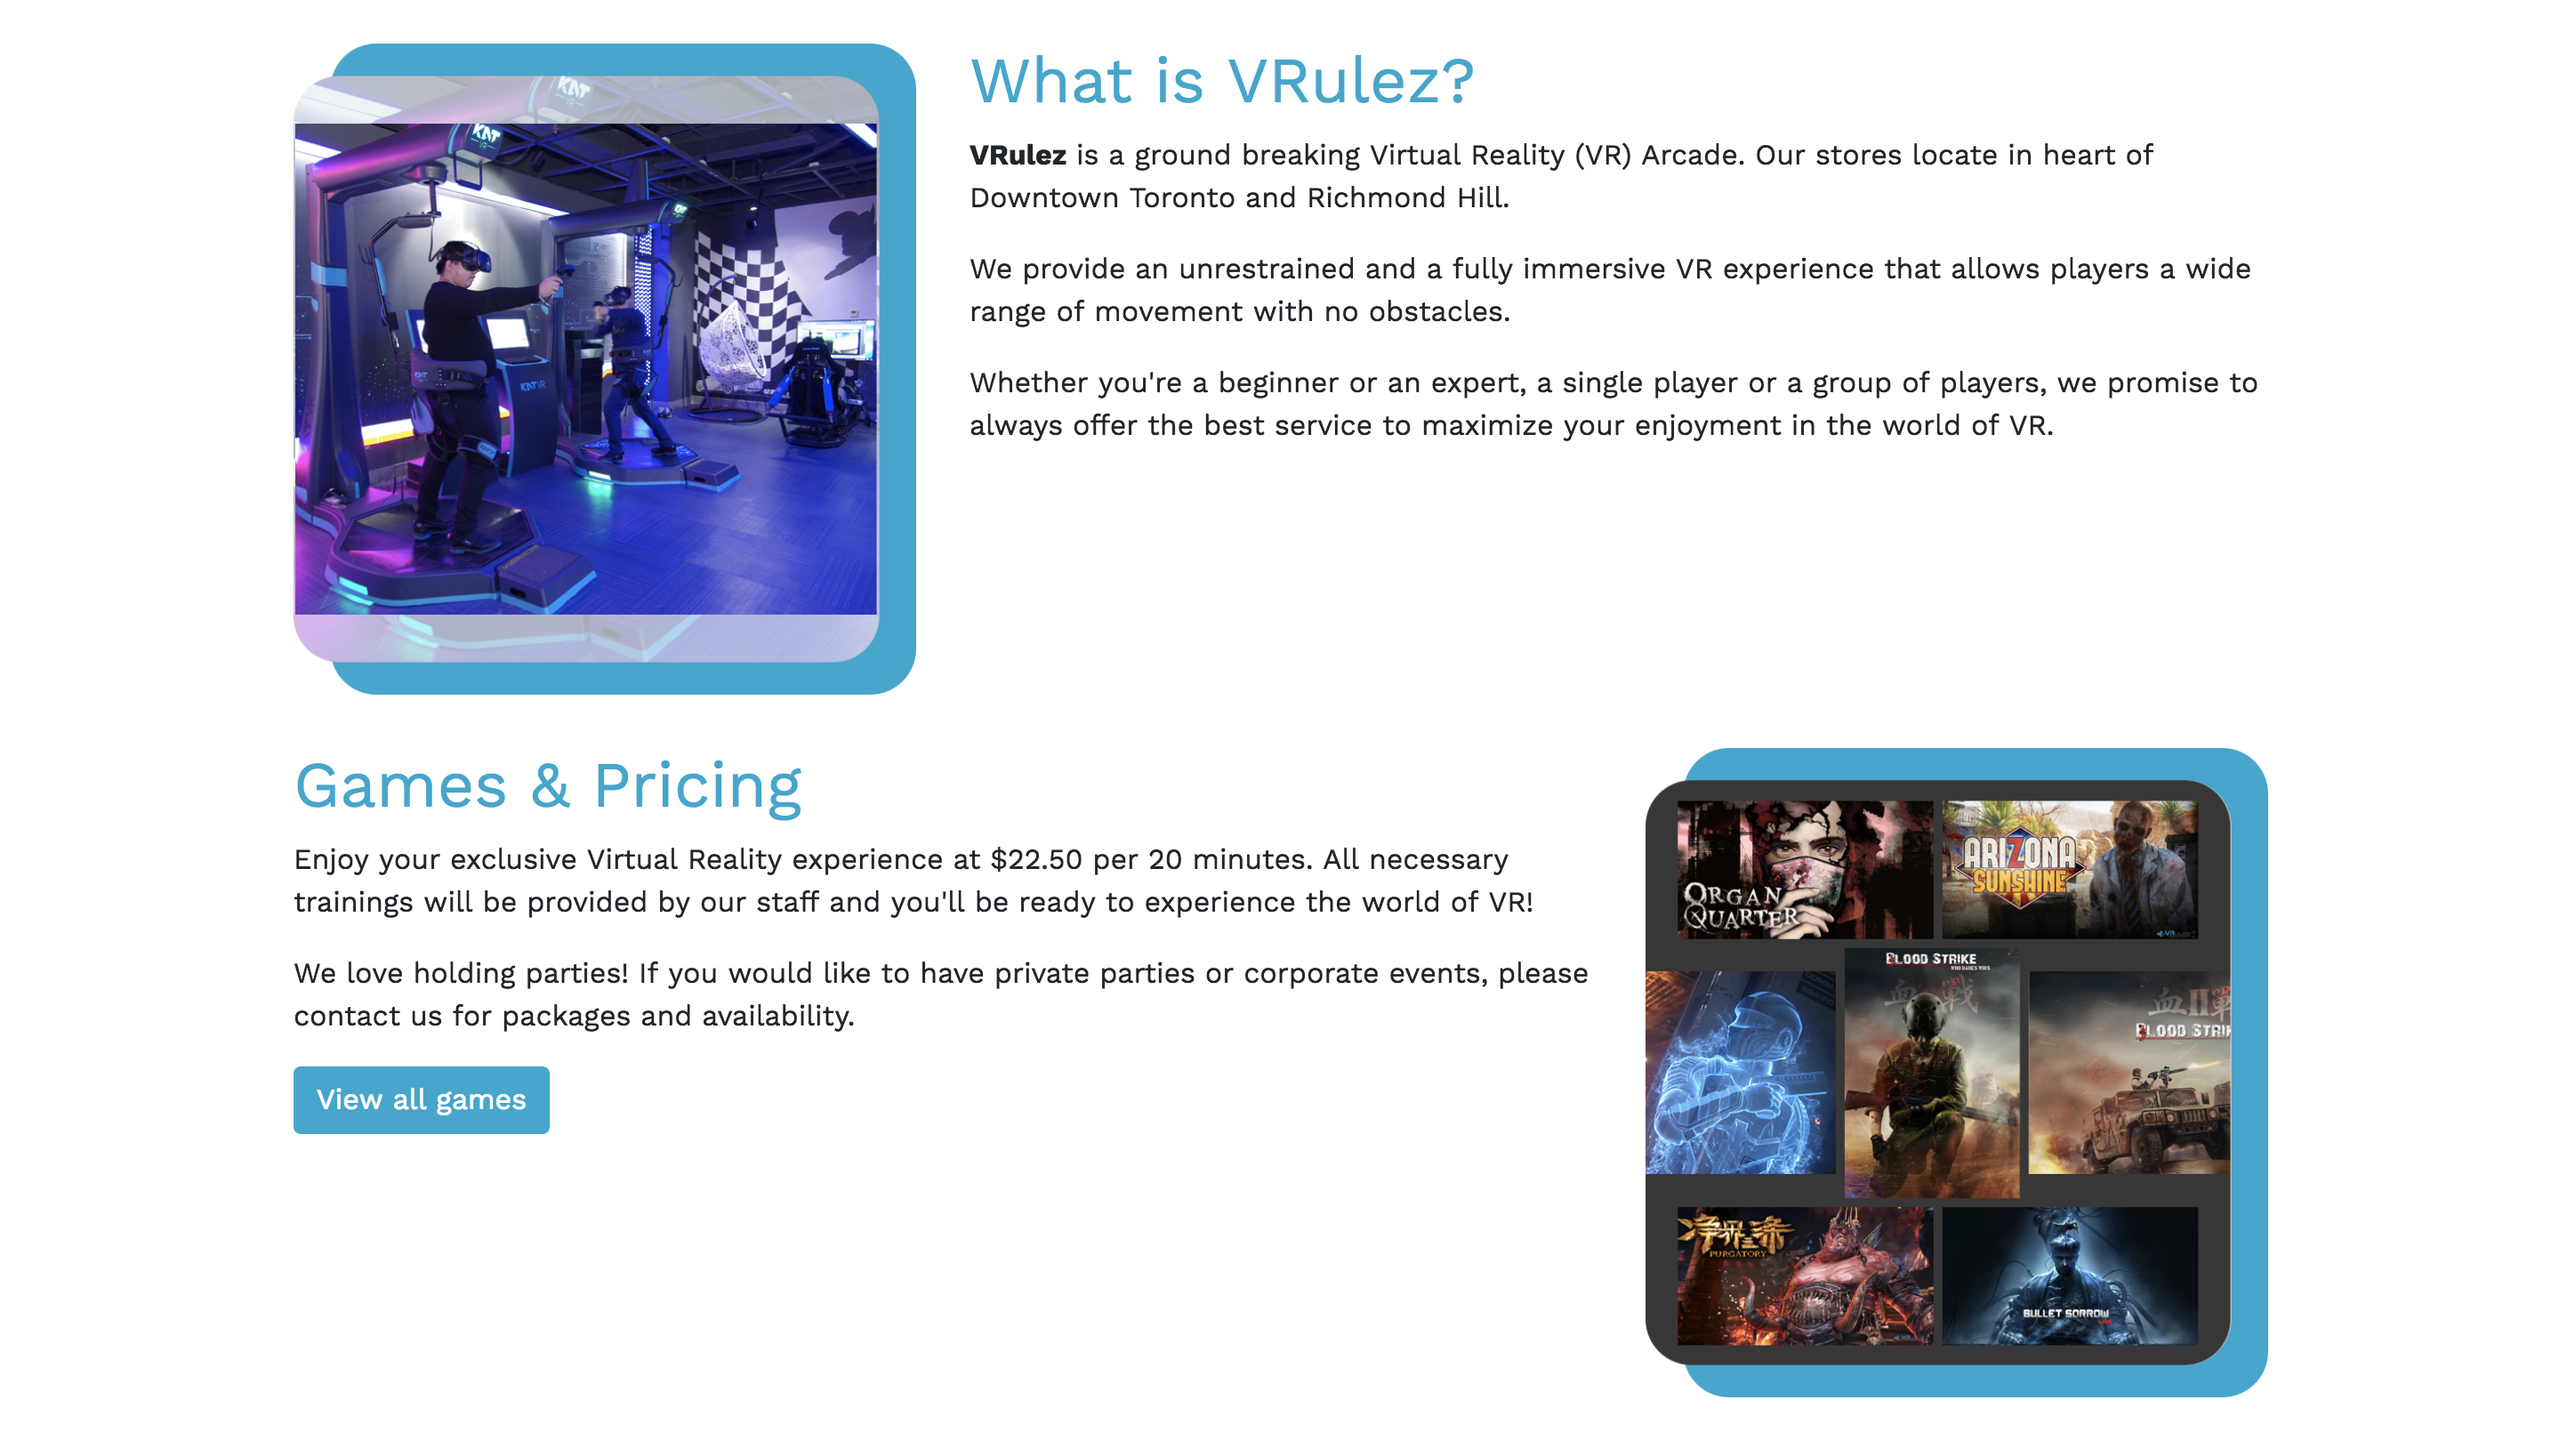 What is VRulez?
KAT
VR
KAT
VR
KATVR
VRulez is a ground breaking Virtual Reality (VR) Arcade. Our stores locate in heart of
Downtown Toronto and Richmond Hill.
We provide an unrestrained and a fully immersive VR experience that allows players a wide
range of movement with no obstacles.
Whether you're a beginner or an expert, a single player or a group of players, we promise to
always offer the best service to maximize your enjoyment in the world of VR.
Games & Pricing
Enjoy your exclusive Virtual Reality experience at $22.50 per 20 minutes. All necessary
trainings will be provided by our staff and you'll be ready to experience the world of VR!
We love holding parties! If you would like to have private parties or corporate events, please
contact us for packages and availability.
View all games
ORGAN
QUARTER
ARIZONA
SUNSHINE
BLOOD STRIKE
WHO DARES WINS
血戰
血II戰
BLOOD STRIK
PURGATORY
BULLET SORROW